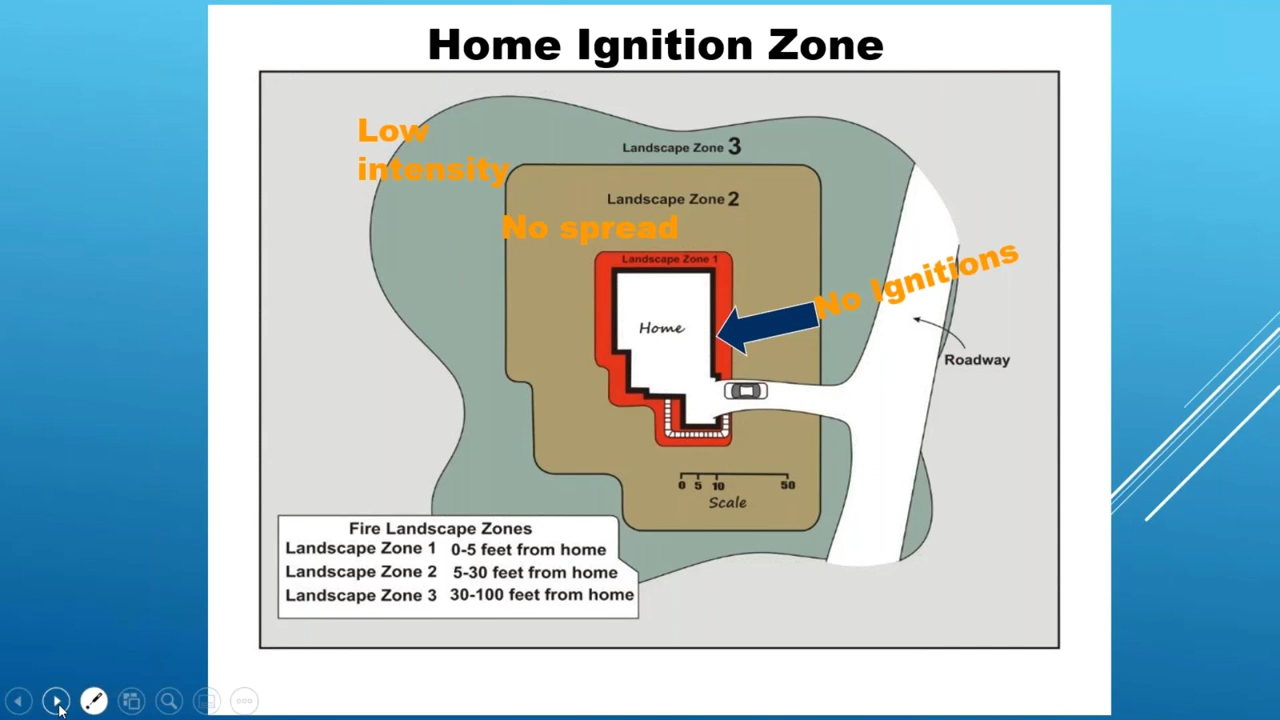 Home Ignition Zone
Low
intensity
Landscape Zone 3
Landscape Zone 2
No spread
Landscape Zone 1
Home
No Ignitions
Roadway
0 5 10 50
Scale
Fire Landscape Zones
Landscape Zone 1 0-5 feet from home
Landscape Zone 2 5-30 feet from home
Landscape Zone 3 30-100 feet from home